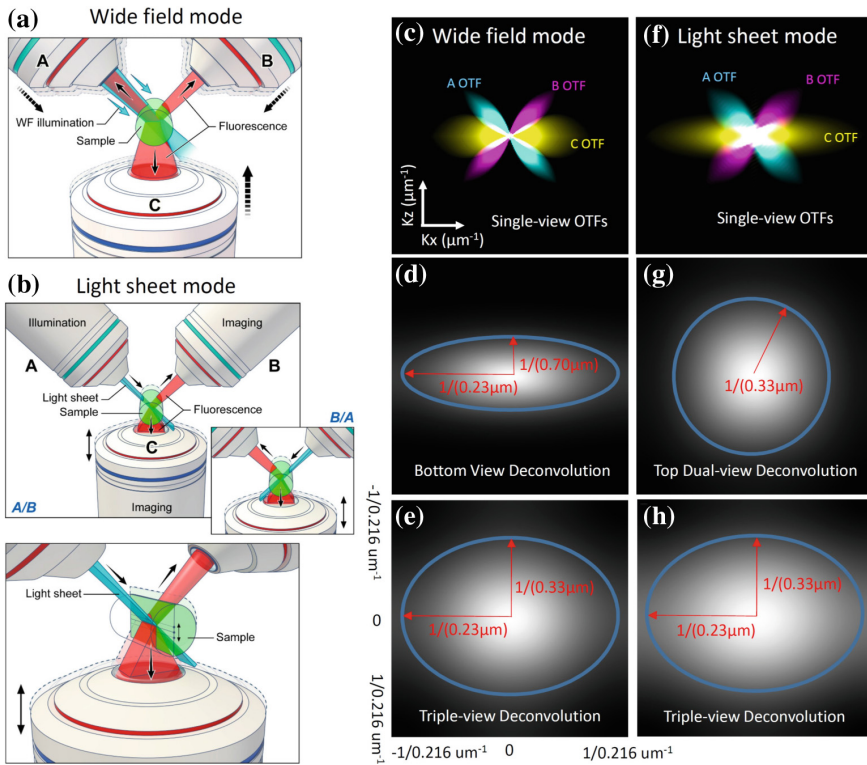 (a)
Wide field mode
A
B
WF illumination
Sample
Fluorescence
C
(b)
Light sheet mode
Illumination
Imaging
A
B
Light sheet
Sample
Fluorescence
C
B/A
A/B
Imaging
Light sheet
Sample
(c)
Wide field mode
A OTF
B OTF
C OTF
Kz (μm⁻¹)
Kx (μm⁻¹)
Single-view OTFs
(f)
Light sheet mode
A OTF
B OTF
C OTF
Single-view OTFs
(d)
1/(0.70μm)
1/(0.23μm)
Bottom View Deconvolution
(g)
1/(0.33μm)
Top Dual-view Deconvolution
(e)
1/(0.33μm)
1/(0.23μm)
Triple-view Deconvolution
(h)
1/(0.33μm)
1/(0.23μm)
Triple-view Deconvolution
-1/0.216 um⁻¹
0
1/0.216 um⁻¹
-1/0.216 um⁻¹
0
1/0.216 um⁻¹